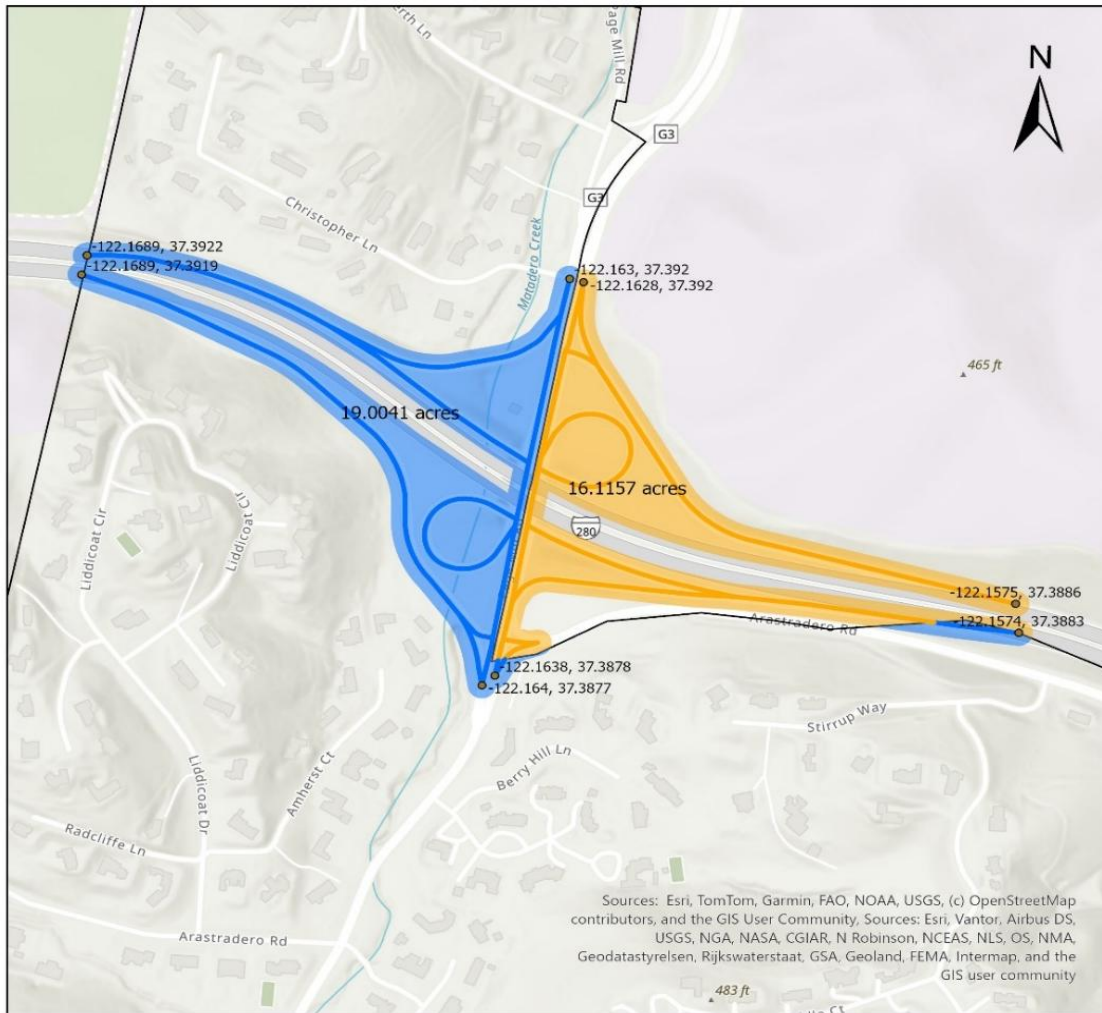 erth Ln
Page Mill Rd
N
G3
G3
Christopher Ln
Matadero Creek
-122.1689, 37.3922
-122.1689, 37.3919
-122.163, 37.392
-122.1628, 37.392
465 ft
19.0041 acres
16.1157 acres
280
Liddicoat Cir
Liddicoat Cir
-122.1575, 37.3886
Arastradero Rd
-122.1574, 37.3883
-122.1638, 37.3878
-122.164, 37.3877
Stirrup Way
Berry Hill Ln
Amherst Ct
Liddicoat Dr
Radcliffe Ln
Arastradero Rd
Sources: Esri, TomTom, Garmin, FAO, NOAA, USGS, (c) OpenStreetMap
contributors, and the GIS User Community, Sources: Esri, Vantor, Airbus DS,
USGS, NGA, NASA, CGIAR, N Robinson, NCEAS, NLS, OS, NMA,
Geodatastyrelsen, Rijkswaterstaat, GSA, Geoland, FEMA, Intermap, and the
GIS user community
483 ft
Ct